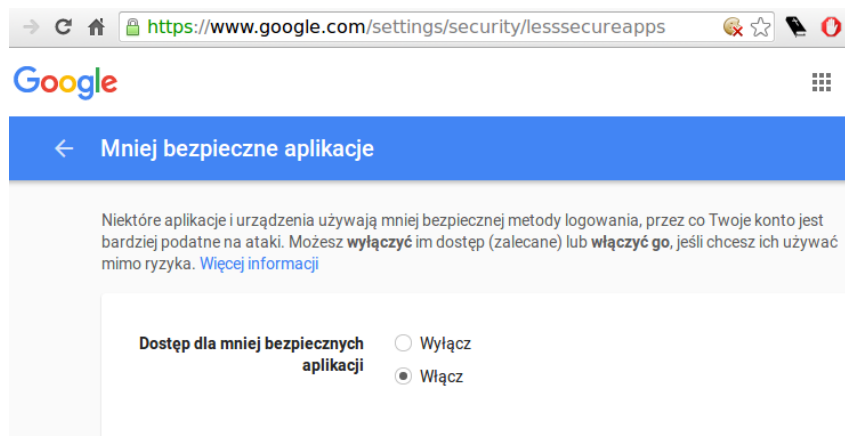 https://www.google.com/settings/security/lesssecureapps
Google
Mniej bezpieczne aplikacje
Niektóre aplikacje i urządzenia używają mniej bezpiecznej metody logowania, przez co Twoje konto jest
bardziej podatne na ataki. Możesz wyłączyć im dostęp (zalecane) lub włączyć go, jeśli chcesz ich używać
mimo ryzyka. Więcej informacji
Dostęp dla mniej bezpiecznych
aplikacji
Wyłącz
Włącz